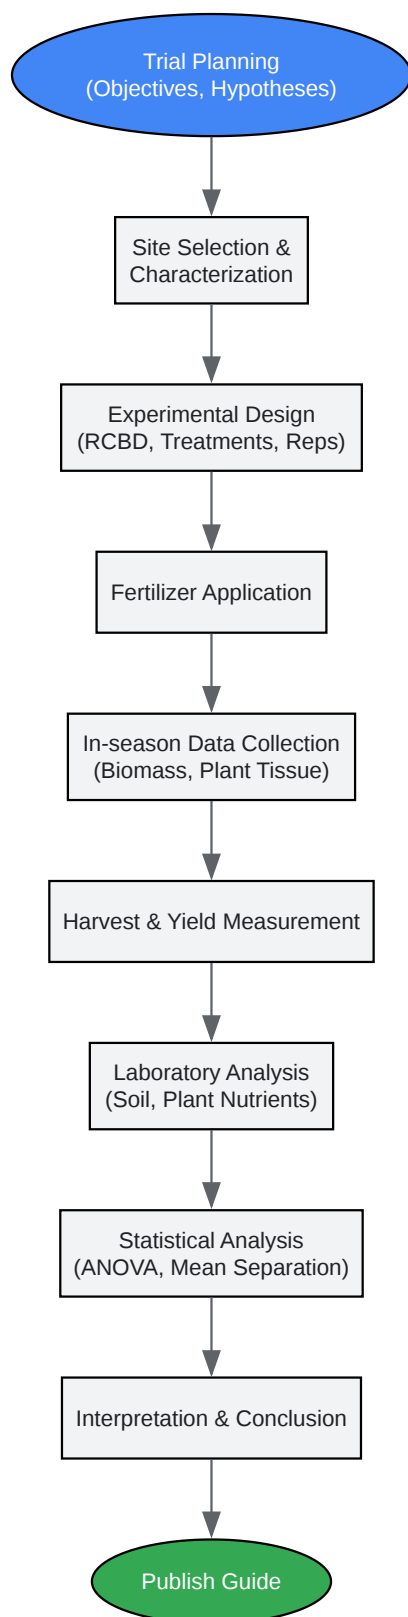 Trial Planning
(Objectives, Hypotheses)
Site Selection &
Characterization
Experimental Design
(RCBD, Treatments, Reps)
Fertilizer Application
In-season Data Collection
(Biomass, Plant Tissue)
Harvest & Yield Measurement
Laboratory Analysis
(Soil, Plant Nutrients)
Statistical Analysis
(ANOVA, Mean Separation)
Interpretation & Conclusion
Publish Guide